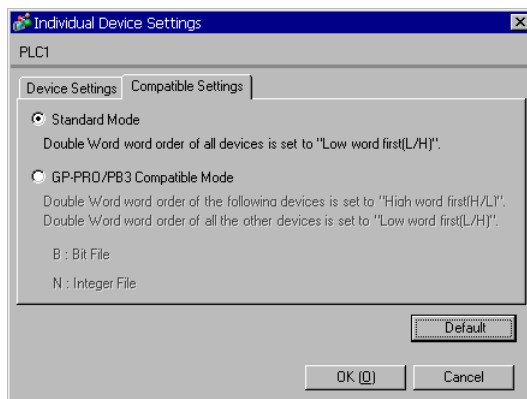 Individual Device Settings
PLC1
Device Settings Compatible Settings
Standard Mode
Double Word word order of all devices is set to "Low word first(L/H)".
GP-PRO/PB3 Compatible Mode
Double Word word order of the following devices is set to "High word first(H/L)".
Double Word word order of all the other devices is set to "Low word first(L/H)".
B : Bit File
N : Integer File
Default
OK (O) Cancel